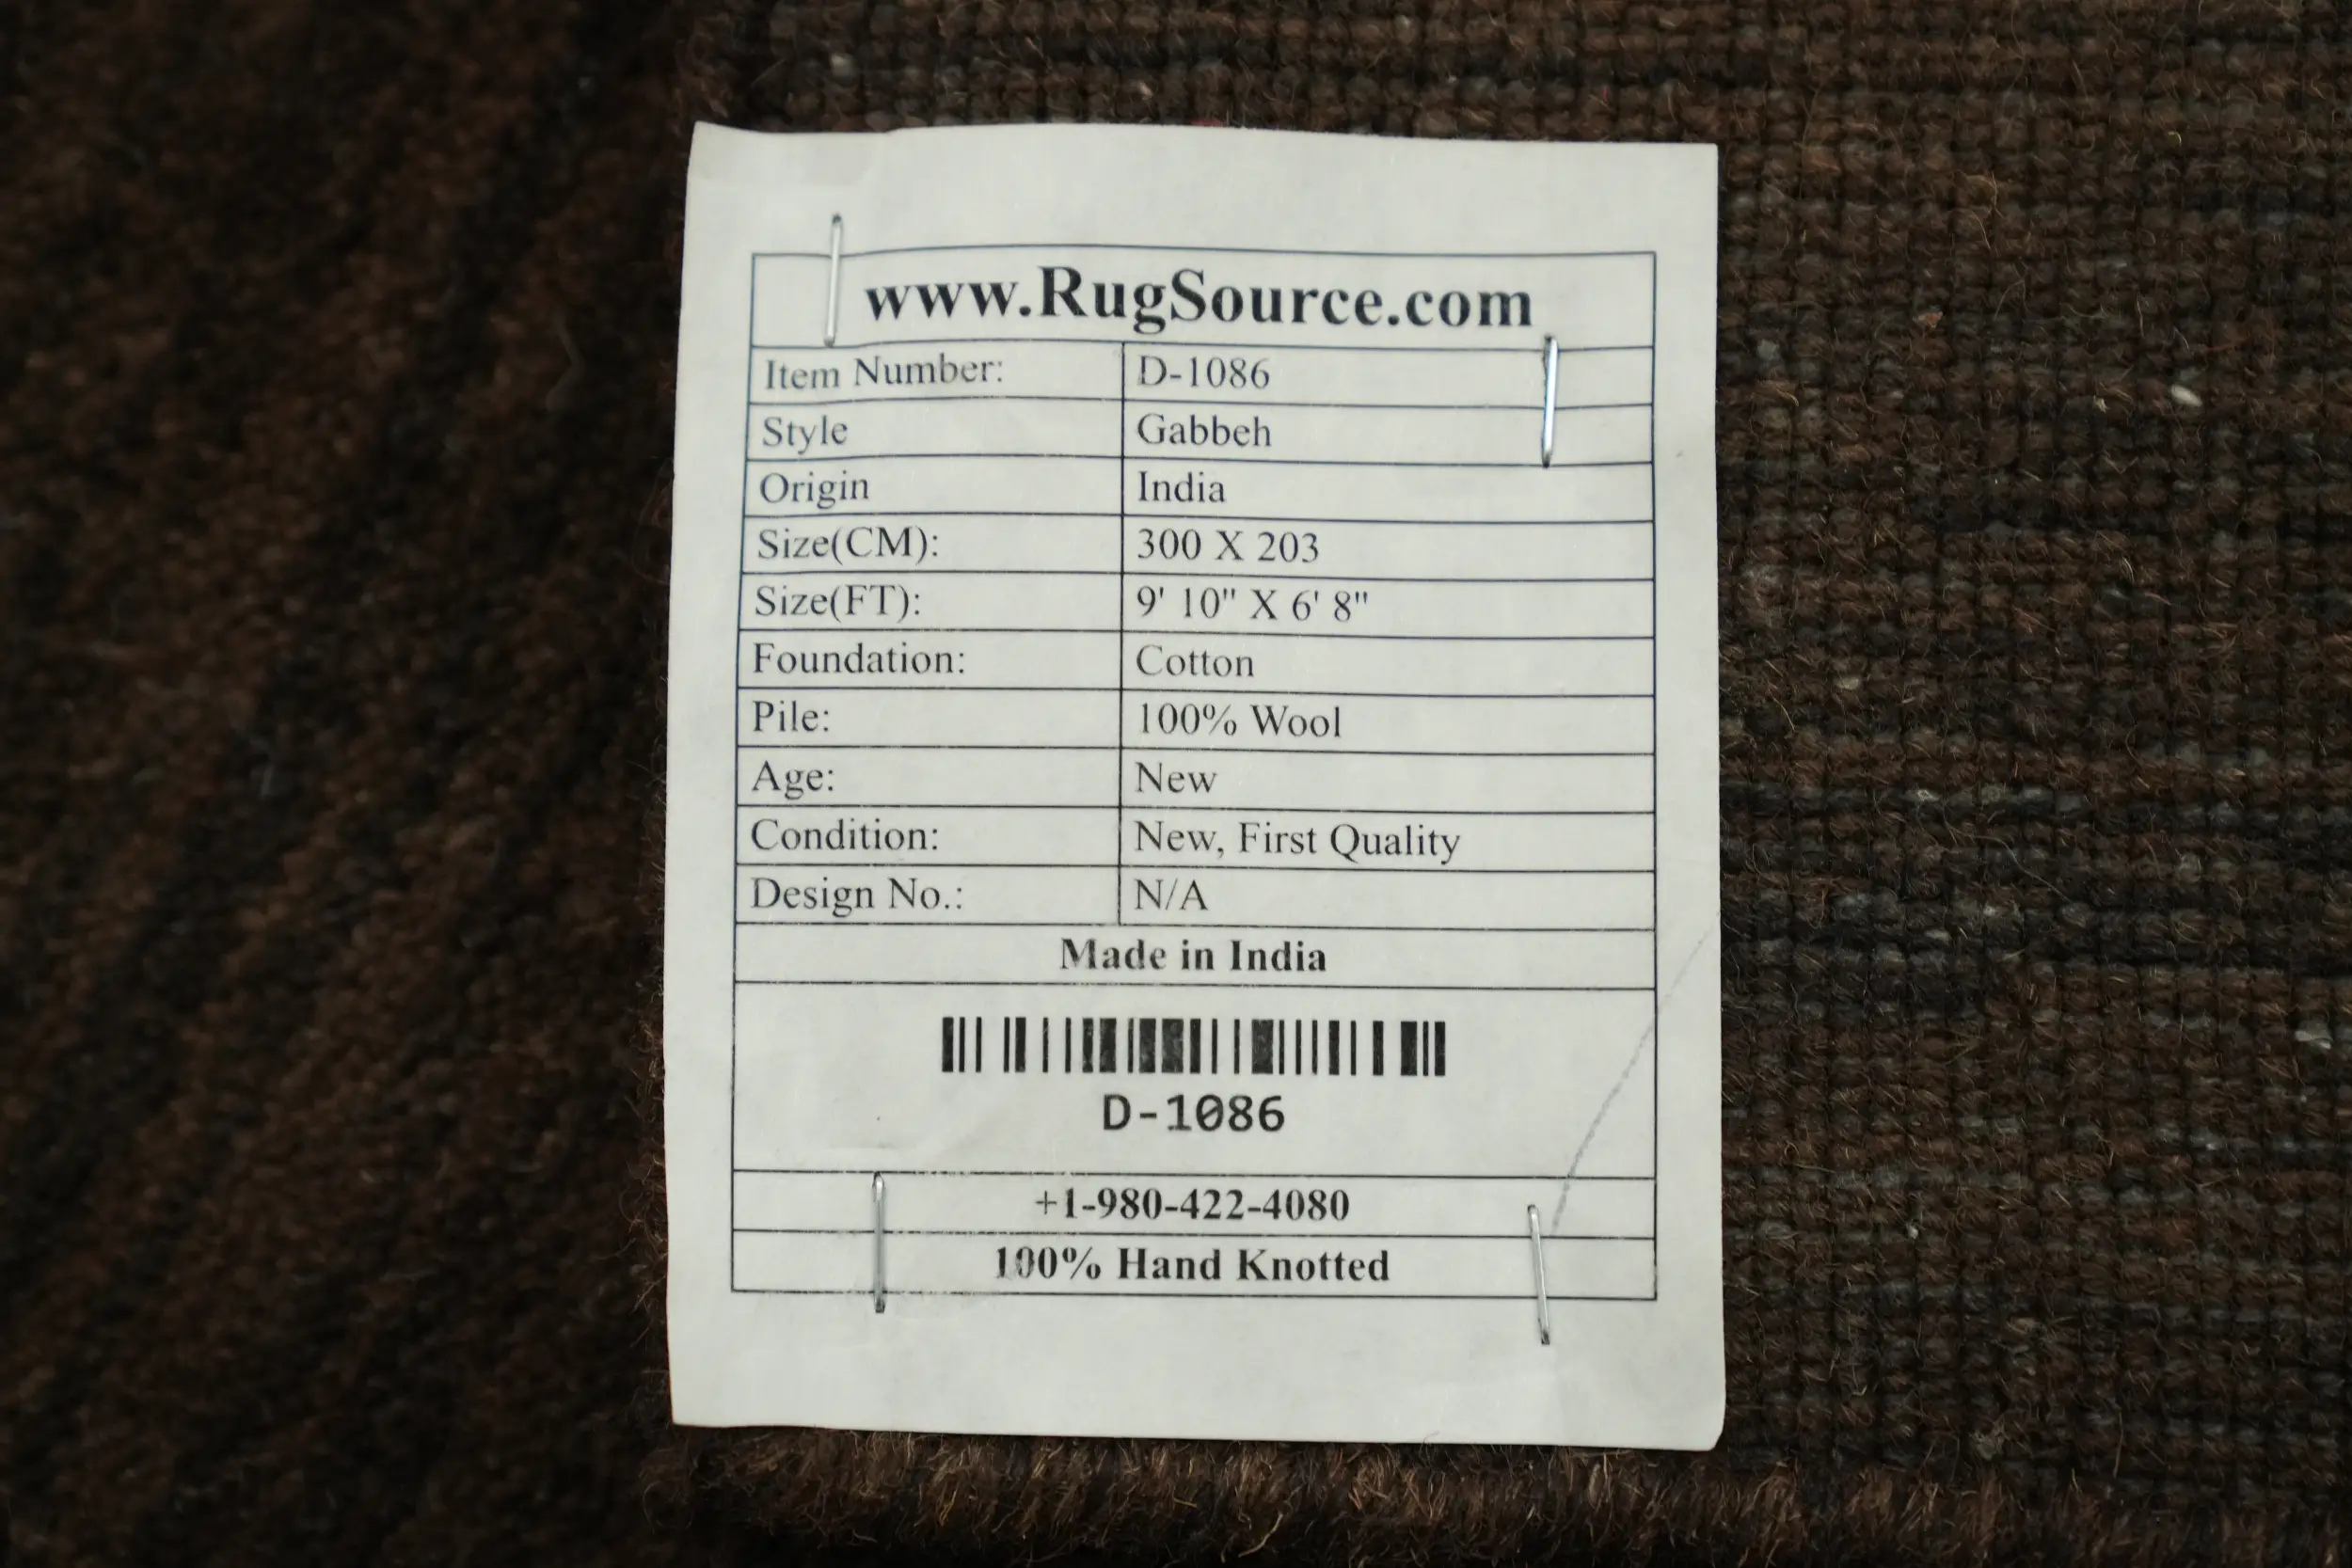 www.RugSource.com
Item Number: D-1086
Style Gabbeh
Origin India
Size(CM): 300 X 203
Size(FT): 9' 10" X 6' 8"
Foundation: Cotton
Pile: 100% Wool
Age: New
Condition: New, First Quality
Design No.: N/A
Made in India
D-1086
+1-980-422-4080
100% Hand Knotted